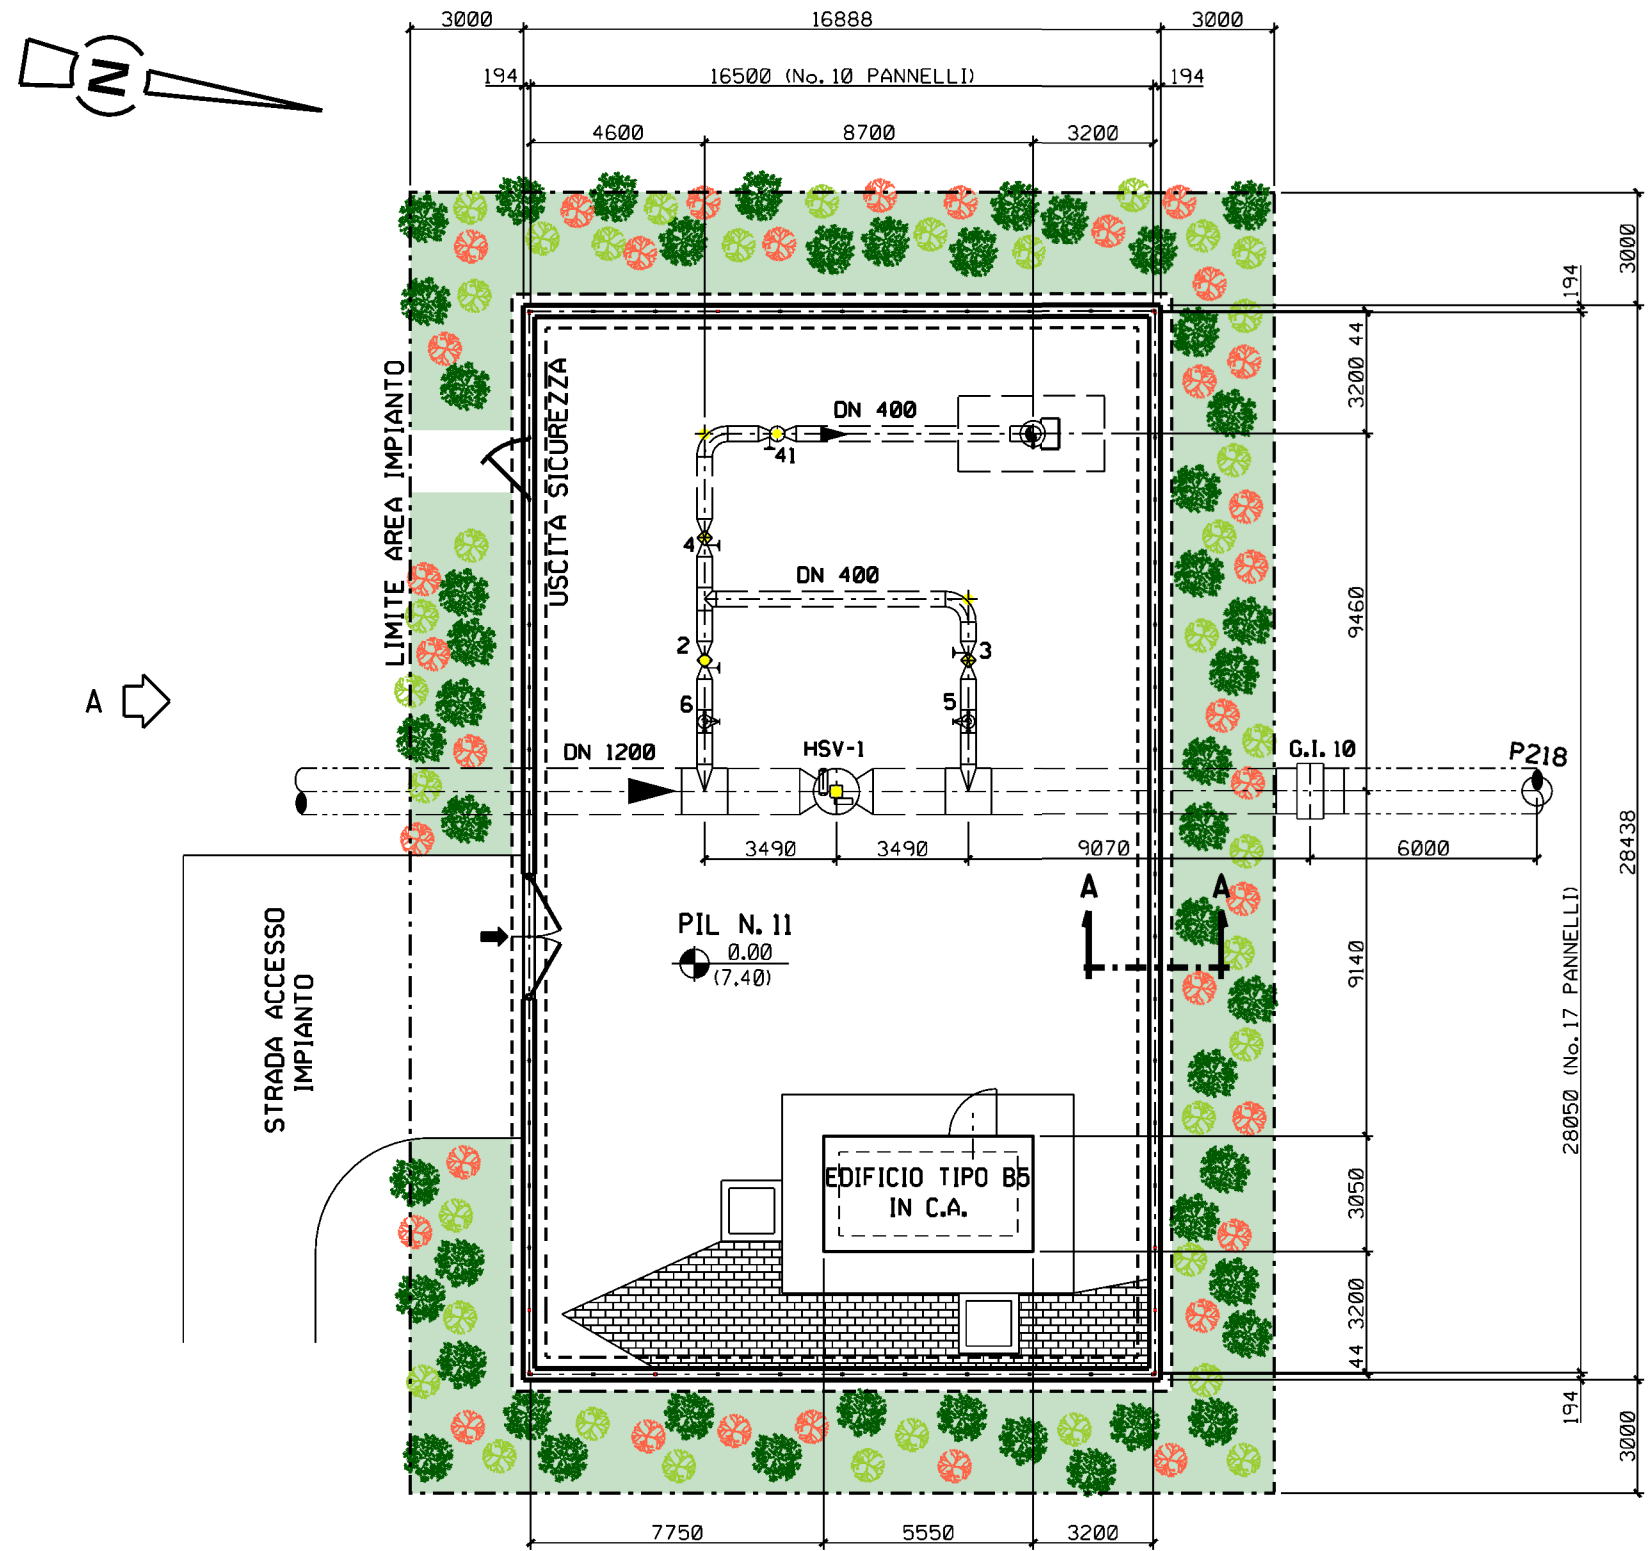 3000
16888
3000
N
194
16500 (No.10 PANNELLI)
194
4600
8700
3200
3000
194
44
3200
LIMITE AREA IMPIANTO
USCITA SICUREZZA
DN 400
41
4
DN 400
9460
2
3
A
6
5
DN 1200
HSV-1
G.I.10
P218
3490
3490
9070
6000
28438
A
A
PIL N.11
0.00
(7.40)
9140
28050 (No.17 PANNELLI)
STRADA ACCESSO
IMPIANTO
EDIFICIO TIPO B5
IN C.A.
3050
3200
44
194
3000
7750
5550
3200